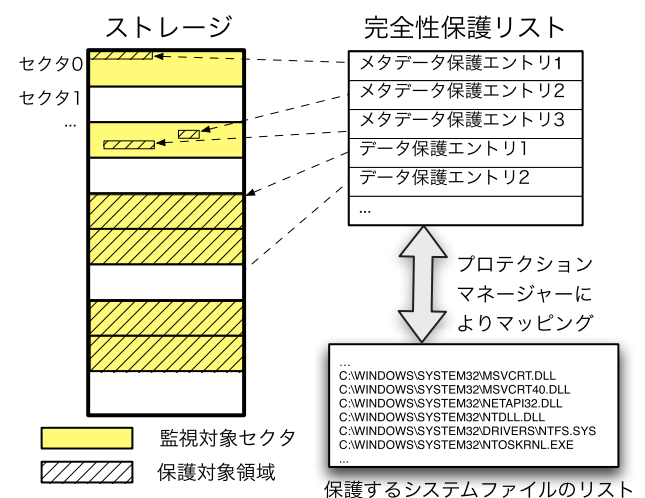 ストレージ
完全性保護リスト
セクタ0
セクタ1
...
メタデータ保護エントリ1
メタデータ保護エントリ2
メタデータ保護エントリ3
データ保護エントリ1
データ保護エントリ2
...
プロテクション
マネージャーに
よりマッピング
...
C:\WINDOWS\SYSTEM32\MSVCRT.DLL
C:\WINDOWS\SYSTEM32\MSVCRT40.DLL
C:\WINDOWS\SYSTEM32\NETAPI32.DLL
C:\WINDOWS\SYSTEM32\NTDLL.DLL
C:\WINDOWS\SYSTEM32\DRIVERS\NTFS.SYS
C:\WINDOWS\SYSTEM32\NTOSKRNL.EXE
...
監視対象セクタ
保護対象領域
保護するシステムファイルのリスト